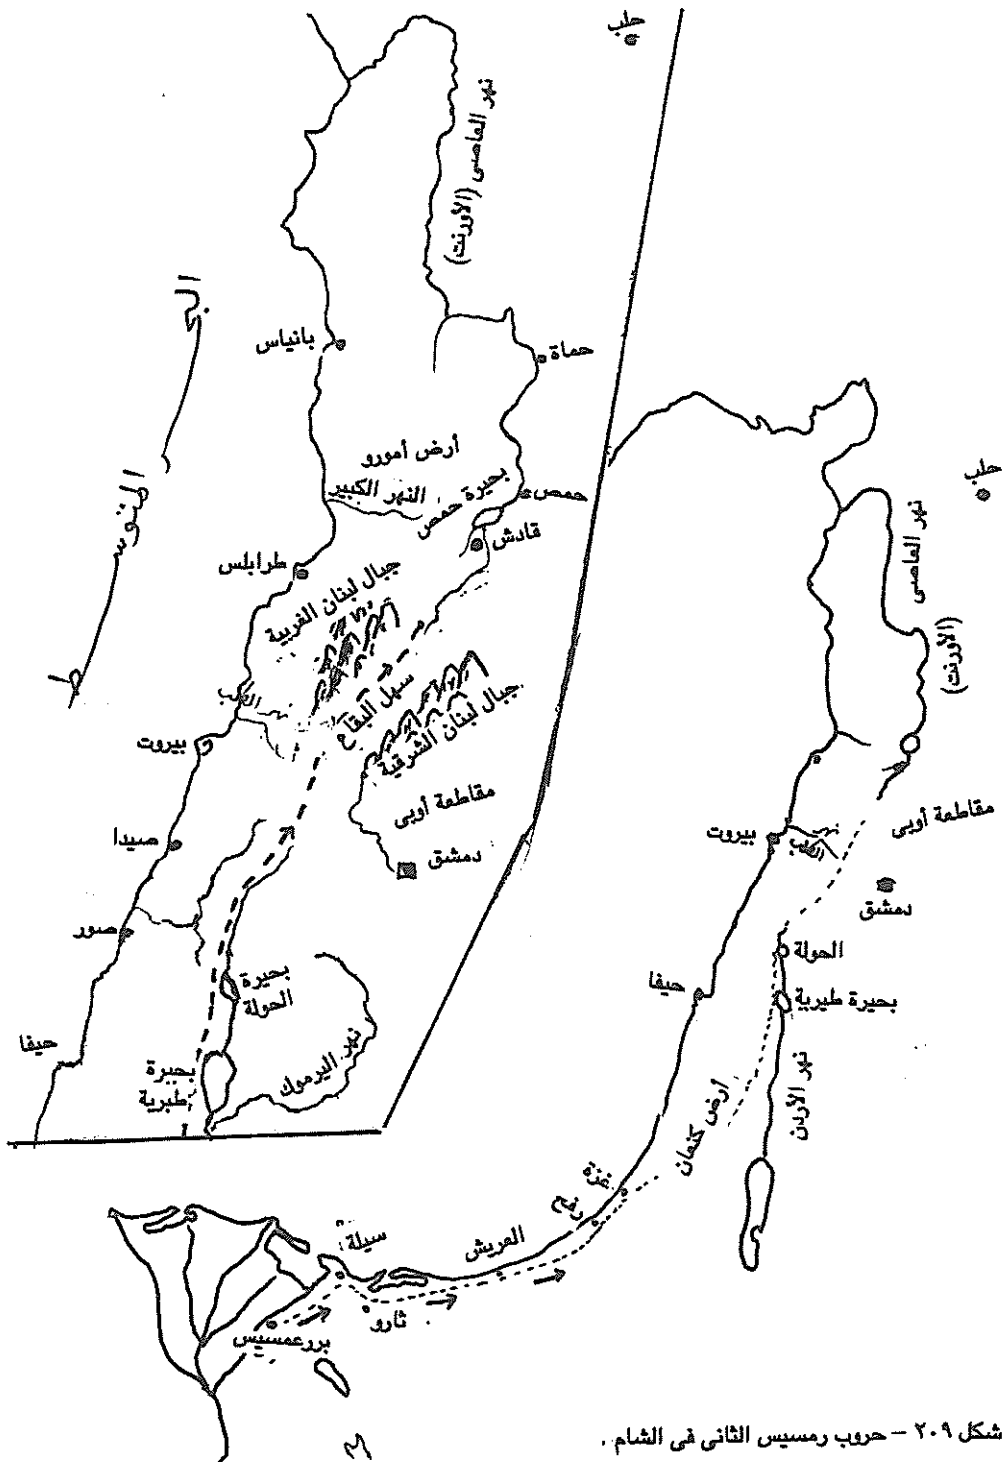 حلب
نهر العاصى (الأورنت)
البحر
المتوسط
بانياس
حماة
أرض أمورو
النهر الكبير
بحيرة حمص
حمص
قادش
طرابلس
جبال لبنان الغربية
سهل البقاع
جبال لبنان الشرقية
نهر الكلب
بيروت
مقاطعة أوبى
صيدا
دمشق
صور
بحيرة
الحولة
حيفا
بحيرة
طبرية
نهر اليرموك
حلب
نهر العاصى
(الأورنت)
مقاطعة أوبى
بيروت
نهر الكلب
دمشق
الحولة
بحيرة طيرية
حيفا
نهر الأردن
أرض كنعان
غزة
رفح
العريش
سيلة
ثارو
بررعمسيس
شكل ٢٠٩ – حروب رمسيس الثانى فى الشام .